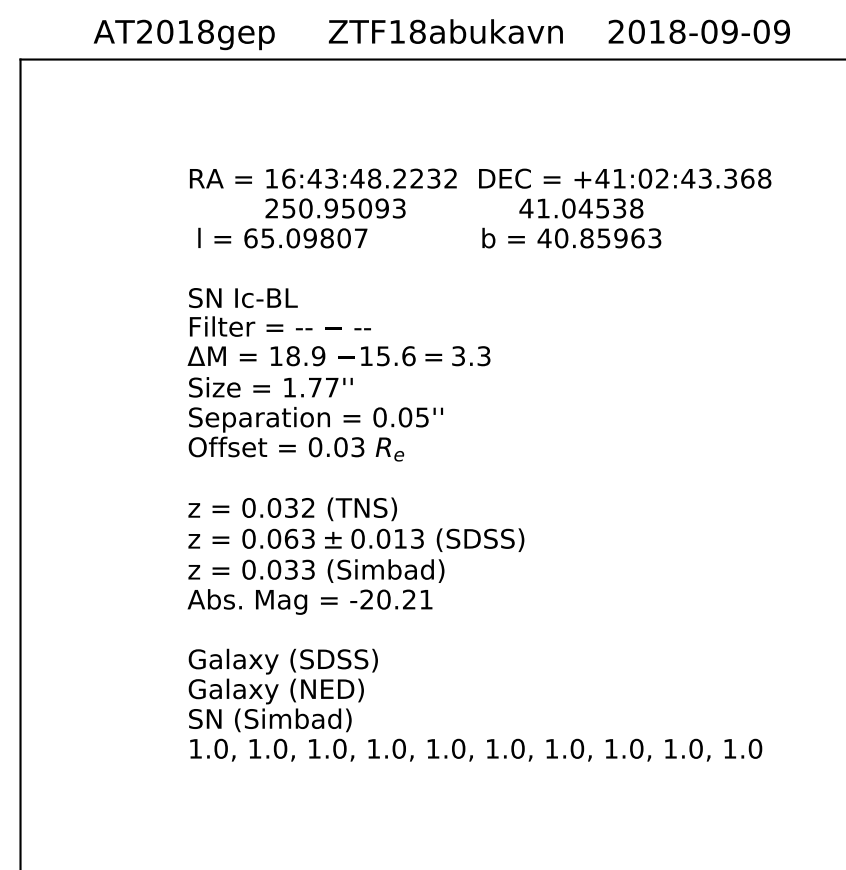 AT2018gep ZTF18abukavn 2018-09-09
RA = 16:43:48.2232 DEC = +41:02:43.368
250.95093 41.04538
l = 65.09807 b = 40.85963
SN Ic-BL
Filter = -- − --
ΔM = 18.9 −15.6 = 3.3
Size = 1.77''
Separation = 0.05''
Offset = 0.03 Rₑ
z = 0.032 (TNS)
z = 0.063 ± 0.013 (SDSS)
z = 0.033 (Simbad)
Abs. Mag = -20.21
Galaxy (SDSS)
Galaxy (NED)
SN (Simbad)
1.0, 1.0, 1.0, 1.0, 1.0, 1.0, 1.0, 1.0, 1.0, 1.0